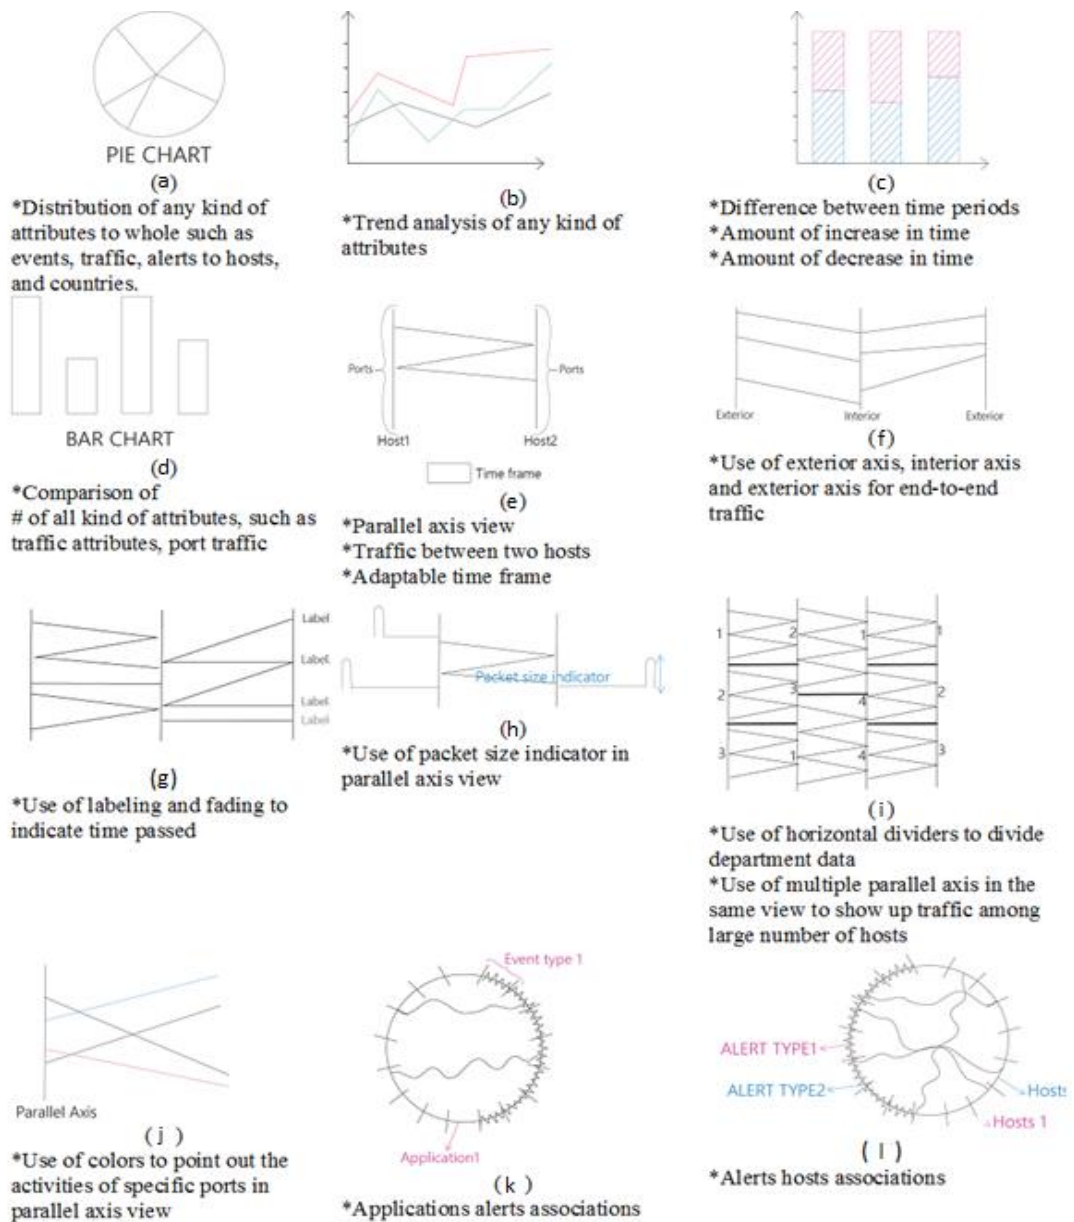 PIE CHART
(a)
*Distribution of any kind of
attributes to whole such as
events, traffic, alerts to hosts,
and countries.
(b)
*Trend analysis of any kind of
attributes
(c)
*Difference between time periods
*Amount of increase in time
*Amount of decrease in time
BAR CHART
(d)
*Comparison of
# of all kind of attributes, such as
traffic attributes, port traffic
Ports
Ports
Host1
Host2
Time frame
(e)
*Parallel axis view
*Traffic between two hosts
*Adaptable time frame
Exterior
Interior
Exterior
(f)
*Use of exterior axis, interior axis
and exterior axis for end-to-end
traffic
Label
Label
Label
Label
(g)
*Use of labeling and fading to
indicate time passed
Packet size indicator
(h)
*Use of packet size indicator in
parallel axis view
1 2 1 1
2 3 4 2
3 1 4 3
(i)
*Use of horizontal dividers to divide
department data
*Use of multiple parallel axis in the
same view to show up traffic among
large number of hosts
Parallel Axis
(j)
*Use of colors to point out the
activities of specific ports in
parallel axis view
Event type 1
Application1
(k)
*Applications alerts associations
ALERT TYPE1
ALERT TYPE2
Hosts
Hosts 1
(l)
*Alerts hosts associations